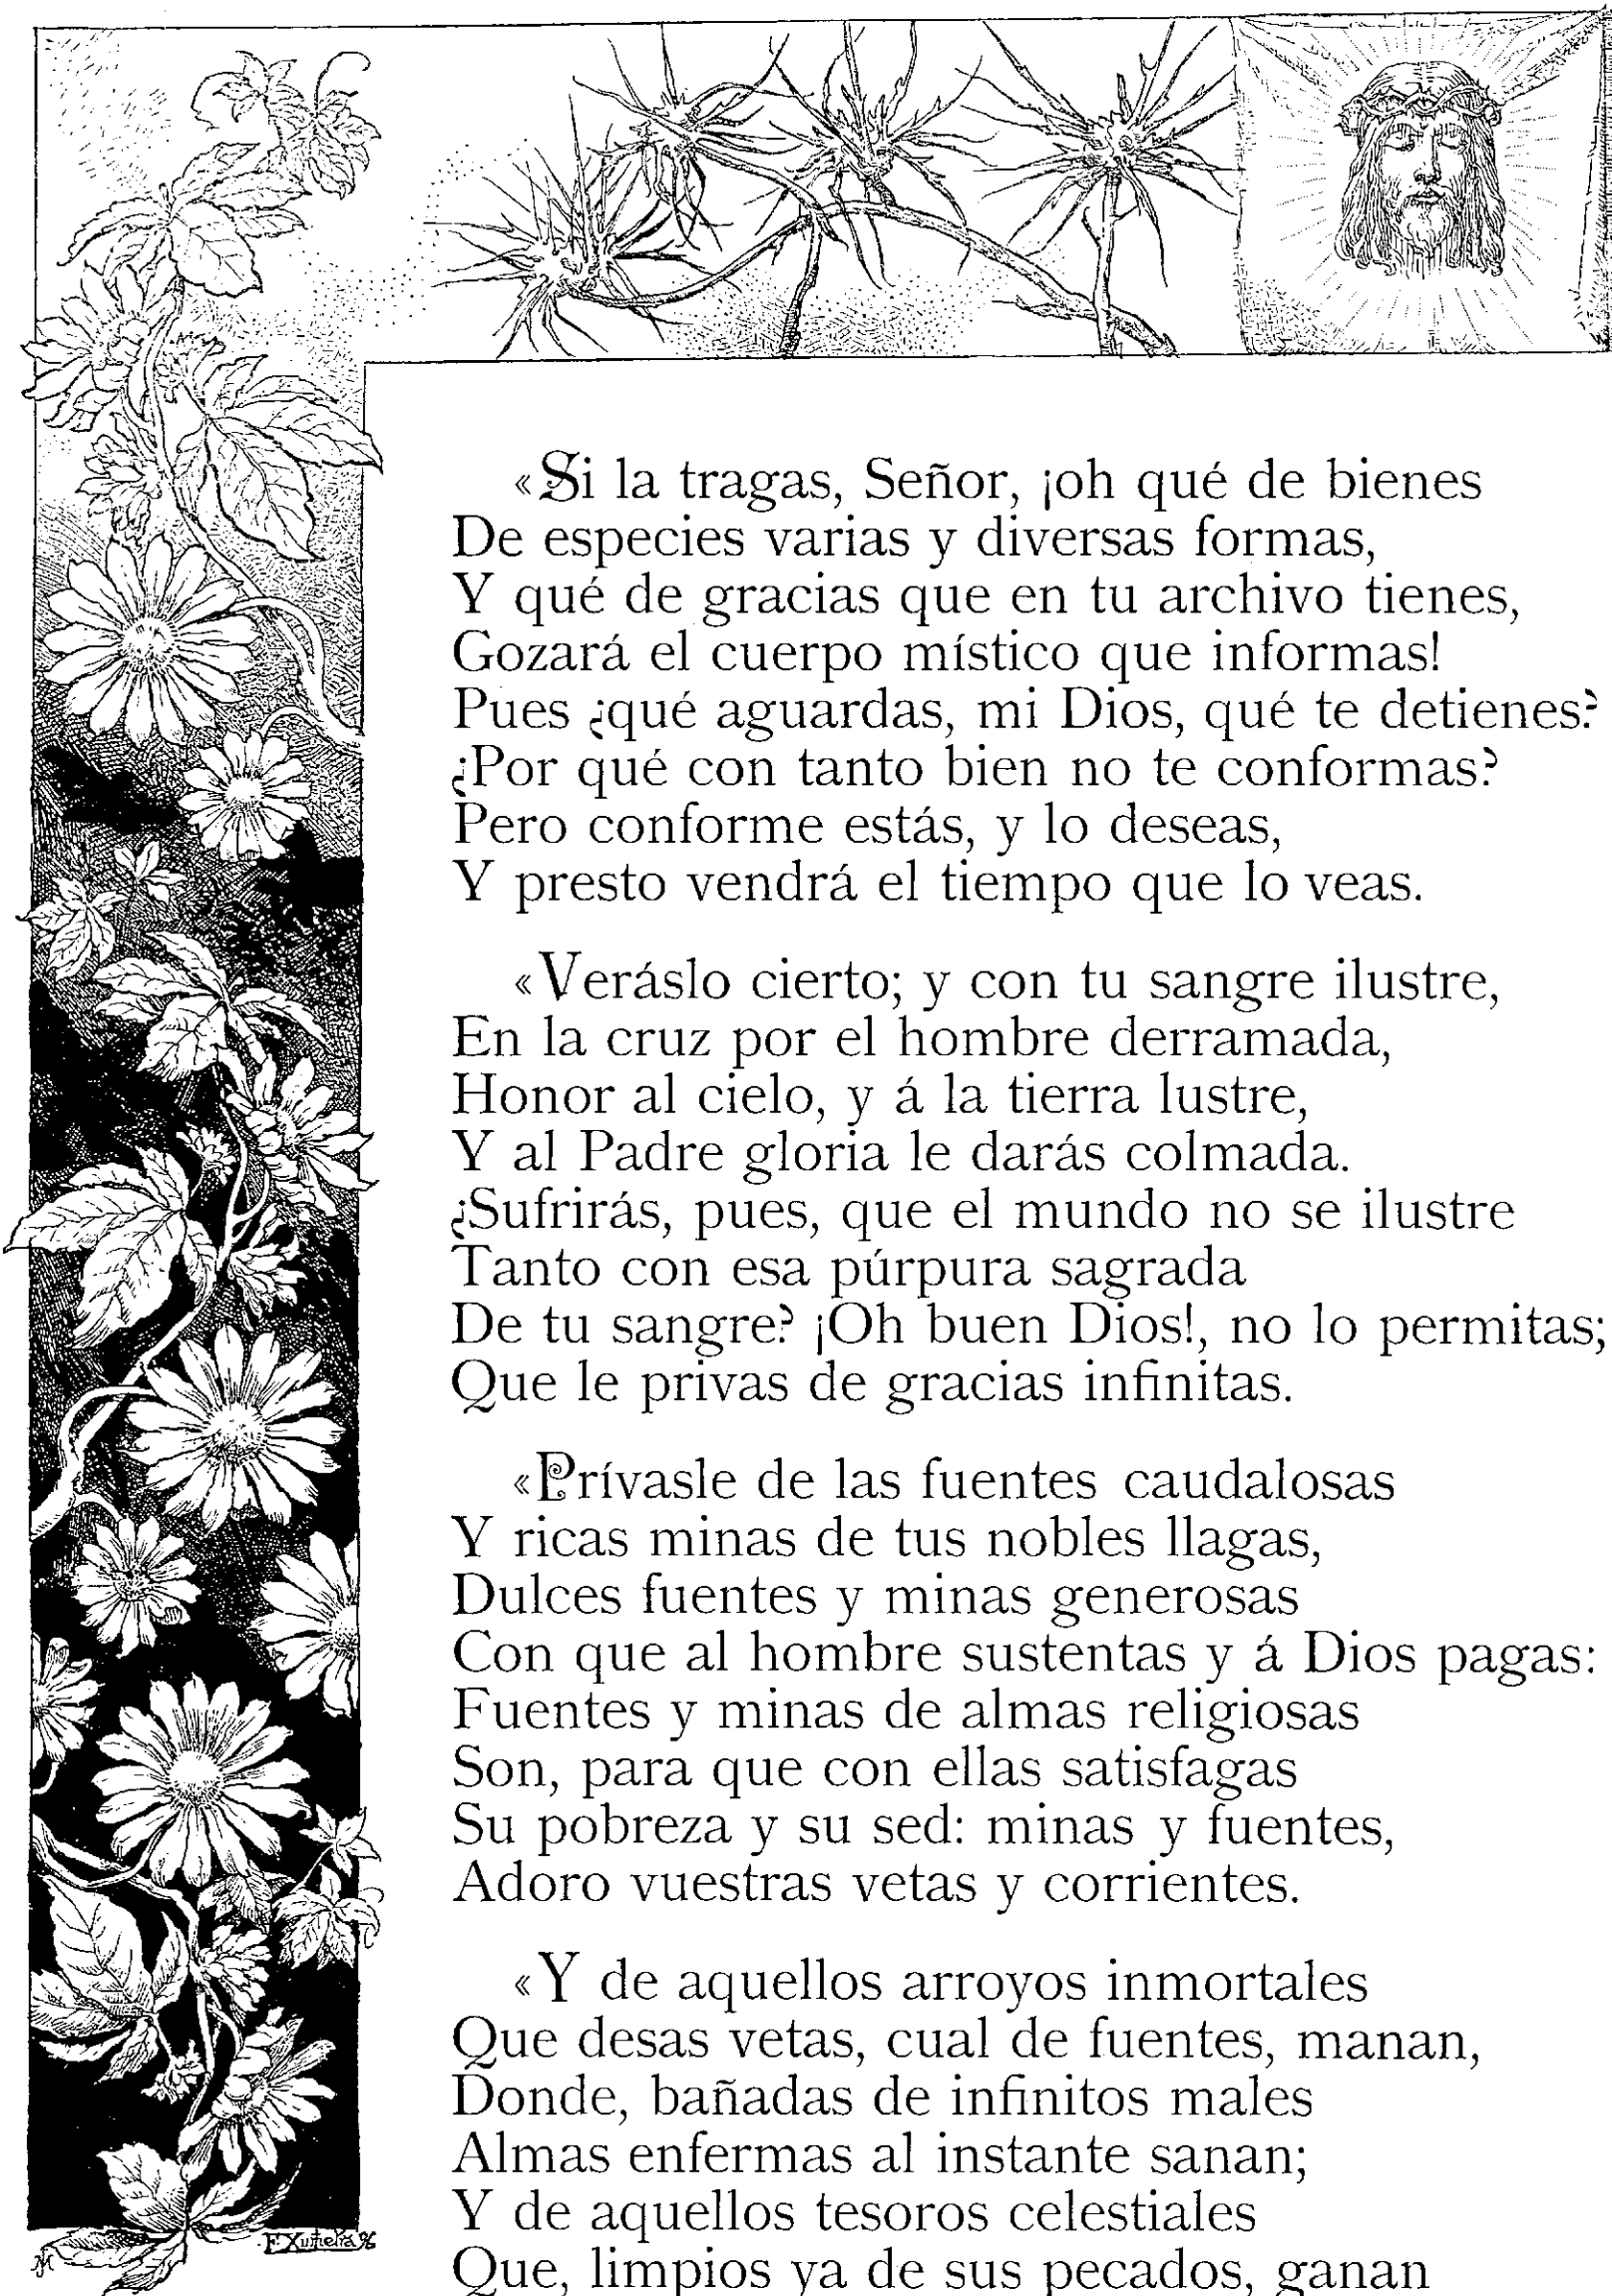 «Si la tragas, Señor, ¡oh qué de bienes
De especies varias y diversas formas,
Y qué de gracias que en tu archivo tienes,
Gozará el cuerpo místico que informas!
Pues ¿qué aguardas, mi Dios, qué te detienes?
¿Por qué con tanto bien no te conformas?
Pero conforme estás, y lo deseas,
Y presto vendrá el tiempo que lo veas.
«Veráslo cierto; y con tu sangre ilustre,
En la cruz por el hombre derramada,
Honor al cielo, y á la tierra lustre,
Y al Padre gloria le darás colmada.
¿Sufrirás, pues, que el mundo no se ilustre
Tanto con esa púrpura sagrada
De tu sangre? ¡Oh buen Dios!, no lo permitas;
Que le privas de gracias infinitas.
«Prívasle de las fuentes caudalosas
Y ricas minas de tus nobles llagas,
Dulces fuentes y minas generosas
Con que al hombre sustentas y á Dios pagas:
Fuentes y minas de almas religiosas
Son, para que con ellas satisfagas
Su pobreza y su sed: minas y fuentes,
Adoro vuestras vetas y corrientes.
«Y de aquellos arroyos inmortales
Que desas vetas, cual de fuentes, manan,
Donde, bañadas de infinitos males
Almas enfermas al instante sanan;
Y de aquellos tesoros celestiales
Que, limpios ya de sus pecados, ganan